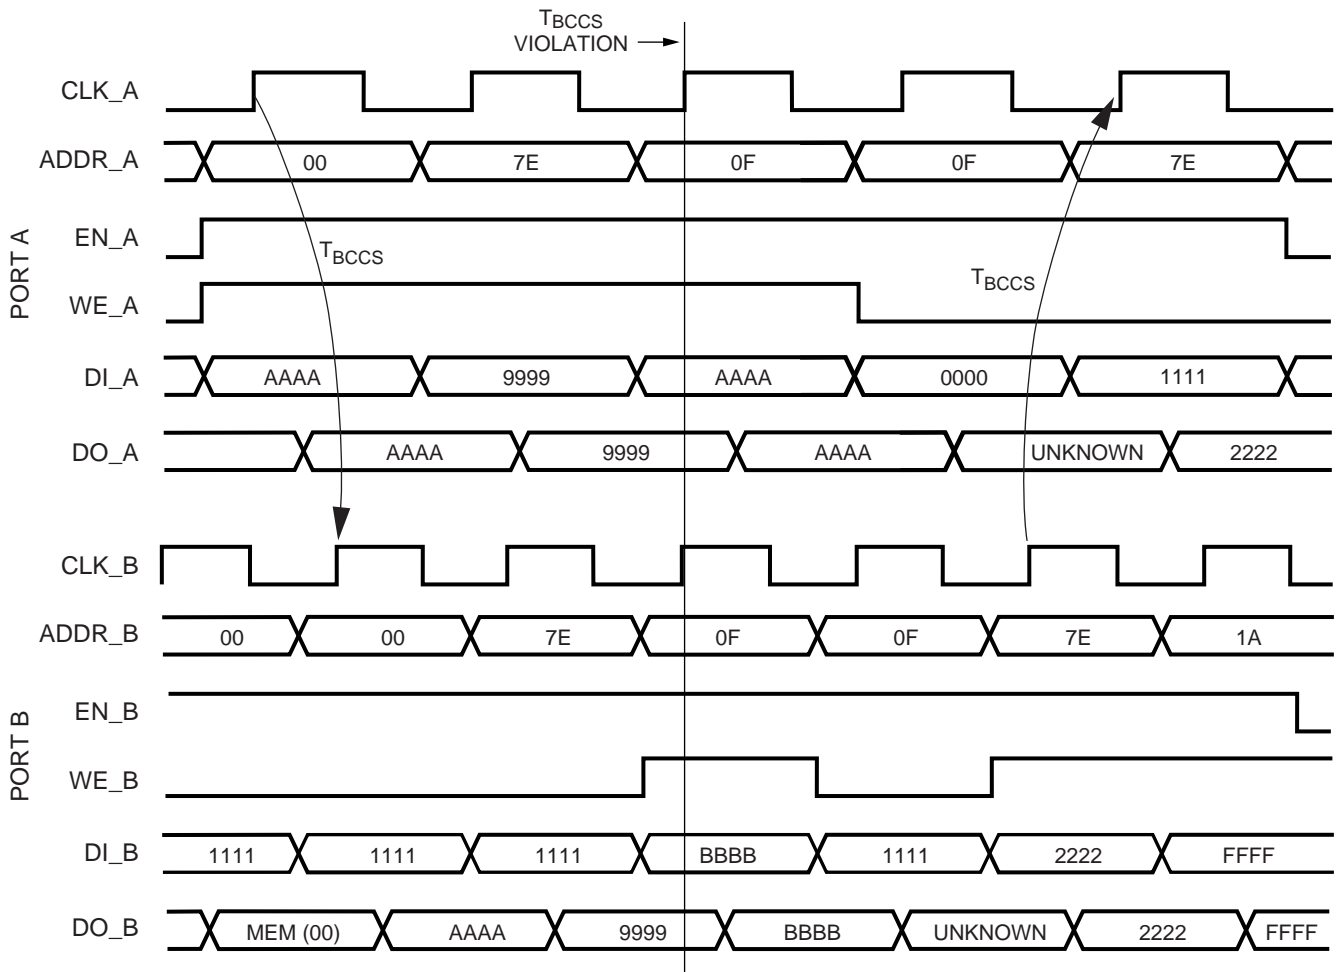 TBCCS
VIOLATION
CLK_A
ADDR_A 00 7E 0F 0F 7E
EN_A
TBCCS
TBCCS
WE_A
PORT A
DI_A AAAA 9999 AAAA 0000 1111
DO_A AAAA 9999 AAAA UNKNOWN 2222
CLK_B
ADDR_B 00 00 7E 0F 0F 7E 1A
EN_B
PORT B
WE_B
DI_B 1111 1111 1111 BBBB 1111 2222 FFFF
DO_B MEM (00) AAAA 9999 BBBB UNKNOWN 2222 FFFF